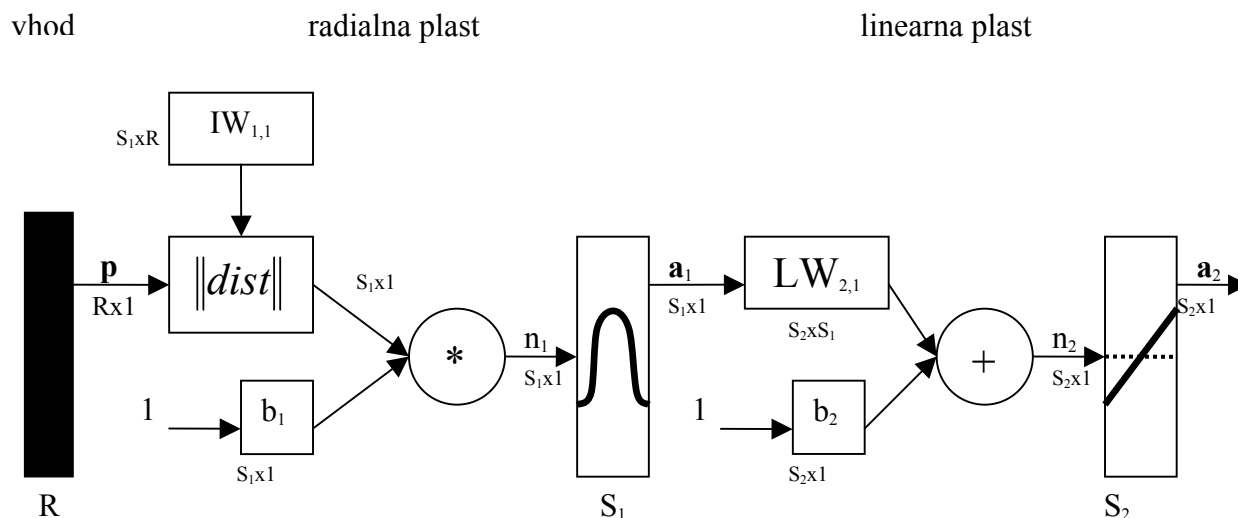 vhod
radialna plast
linearna plast
IW1,1
S1xR
p
Rx1
||dist||
S1x1
*
n1
S1x1
1
b1
S1x1
R
S1
a1
S1x1
LW2,1
S2xS1
+
n2
S2x1
1
b2
S2x1
a2
S2x1
S2